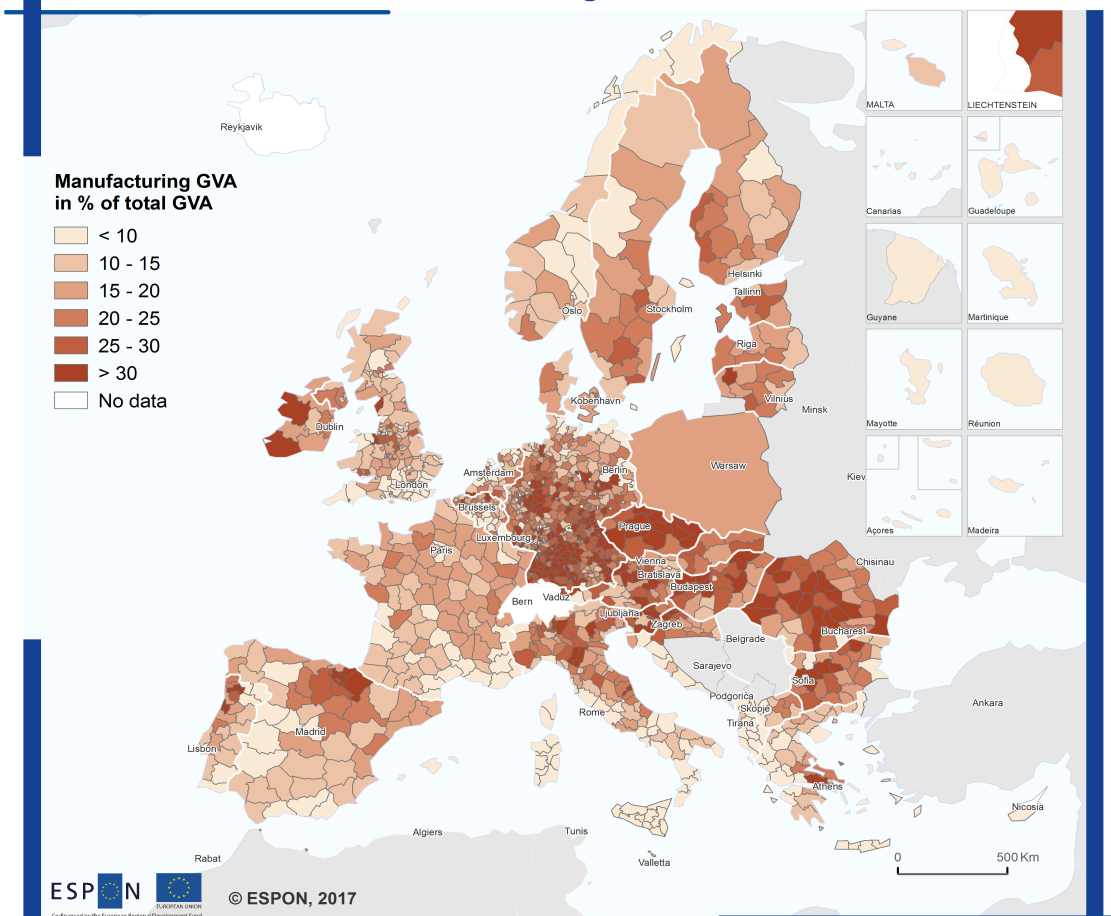 Manufacturing GVA
in % of total GVA
< 10
10 - 15
15 - 20
20 - 25
25 - 30
> 30
No data
Reykjavik
Oslo
Stockholm
Helsinki
Tallinn
Riga
Vilnius
Minsk
København
Dublin
London
Amsterdam
Brussels
Luxembourg
Berlin
Warsaw
Kiev
Prague
Paris
Vienna
Bratislava
Budapest
Chisinau
Bern
Vaduz
Ljubljana
Zagreb
Belgrade
Bucharest
Sarajevo
Sofia
Podgorica
Skopje
Tirana
Rome
Madrid
Lisbon
Ankara
Athens
Nicosia
Algiers
Tunis
Rabat
Valletta
MALTA
LIECHTENSTEIN
Canarias
Guadeloupe
Guyane
Martinique
Mayotte
Réunion
Açores
Madeira
0 500 Km
ESPON
EUROPEAN UNION
© ESPON, 2017